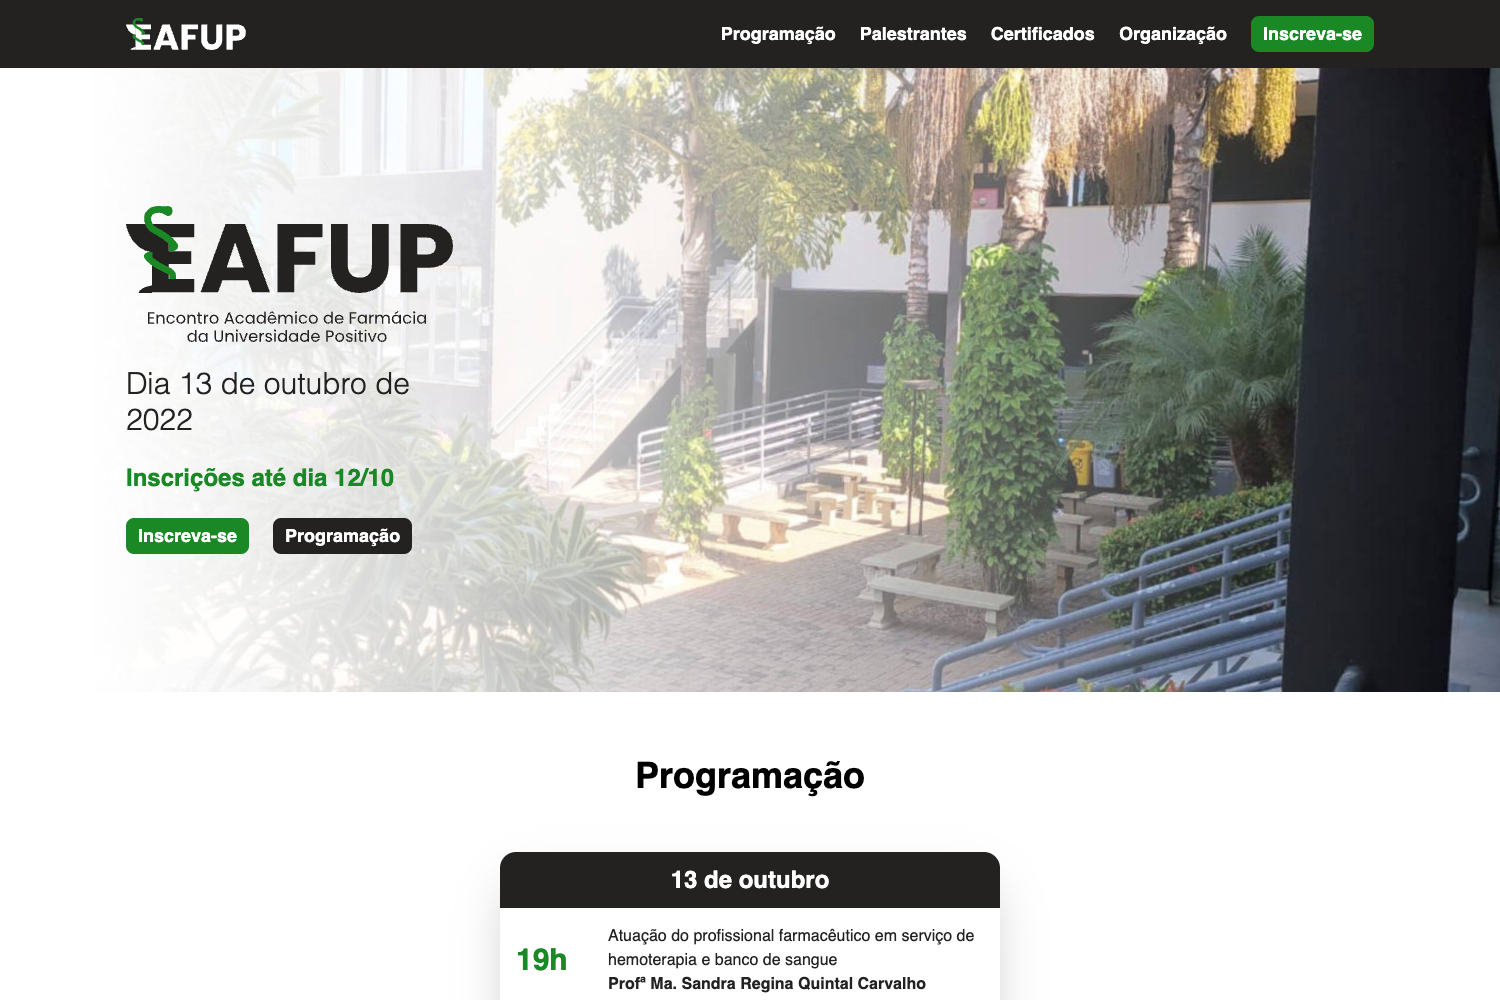 EAFUP
Programação
Palestrantes
Certificados
Organização
Inscreva-se
EAFUP
Encontro Acadêmico de Farmácia
da Universidade Positivo
Dia 13 de outubro de
2022
Inscrições até dia 12/10
Inscreva-se
Programação
Programação
13 de outubro
19h
Atuação do profissional farmacêutico em serviço de
hemoterapia e banco de sangue
Profª Ma. Sandra Regina Quintal Carvalho